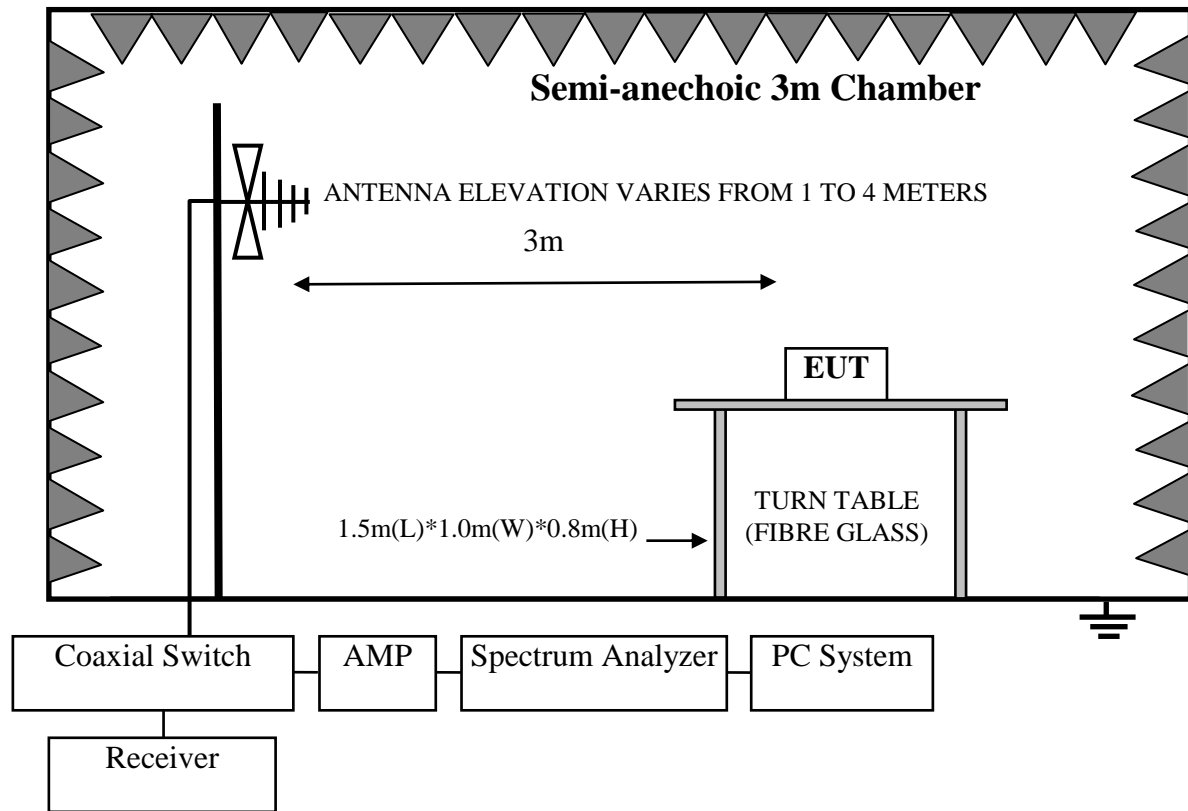 Semi-anechoic 3m Chamber
ANTENNA ELEVATION VARIES FROM 1 TO 4 METERS
3m
EUT
1.5m(L)*1.0m(W)*0.8m(H)
TURN TABLE
(FIBRE GLASS)
Coaxial Switch
AMP
Spectrum Analyzer
PC System
Receiver